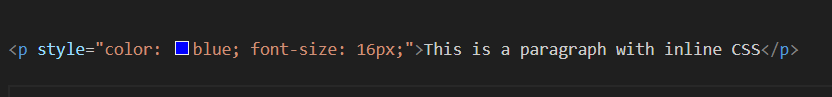 <p style="color: blue; font-size: 16px;">This is a paragraph with inline CSS</p>